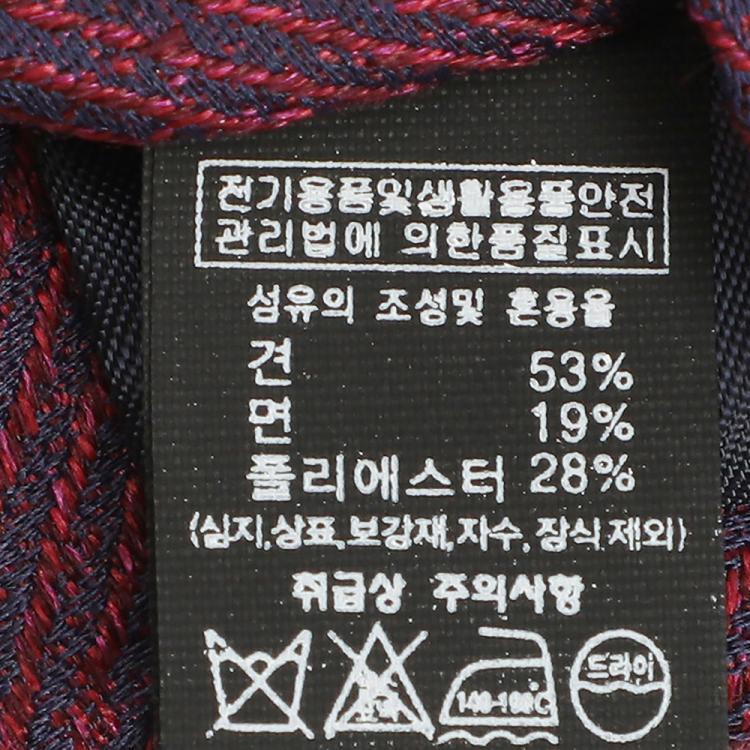 전기용품및생활용품안전
관리법에 의한품질표시
섬유의 조성및 혼용율
견 53%
면 19%
폴리에스터 28%
(심지,상표,보강재,자수, 장식 제외)
취급상 주의사항
드라이